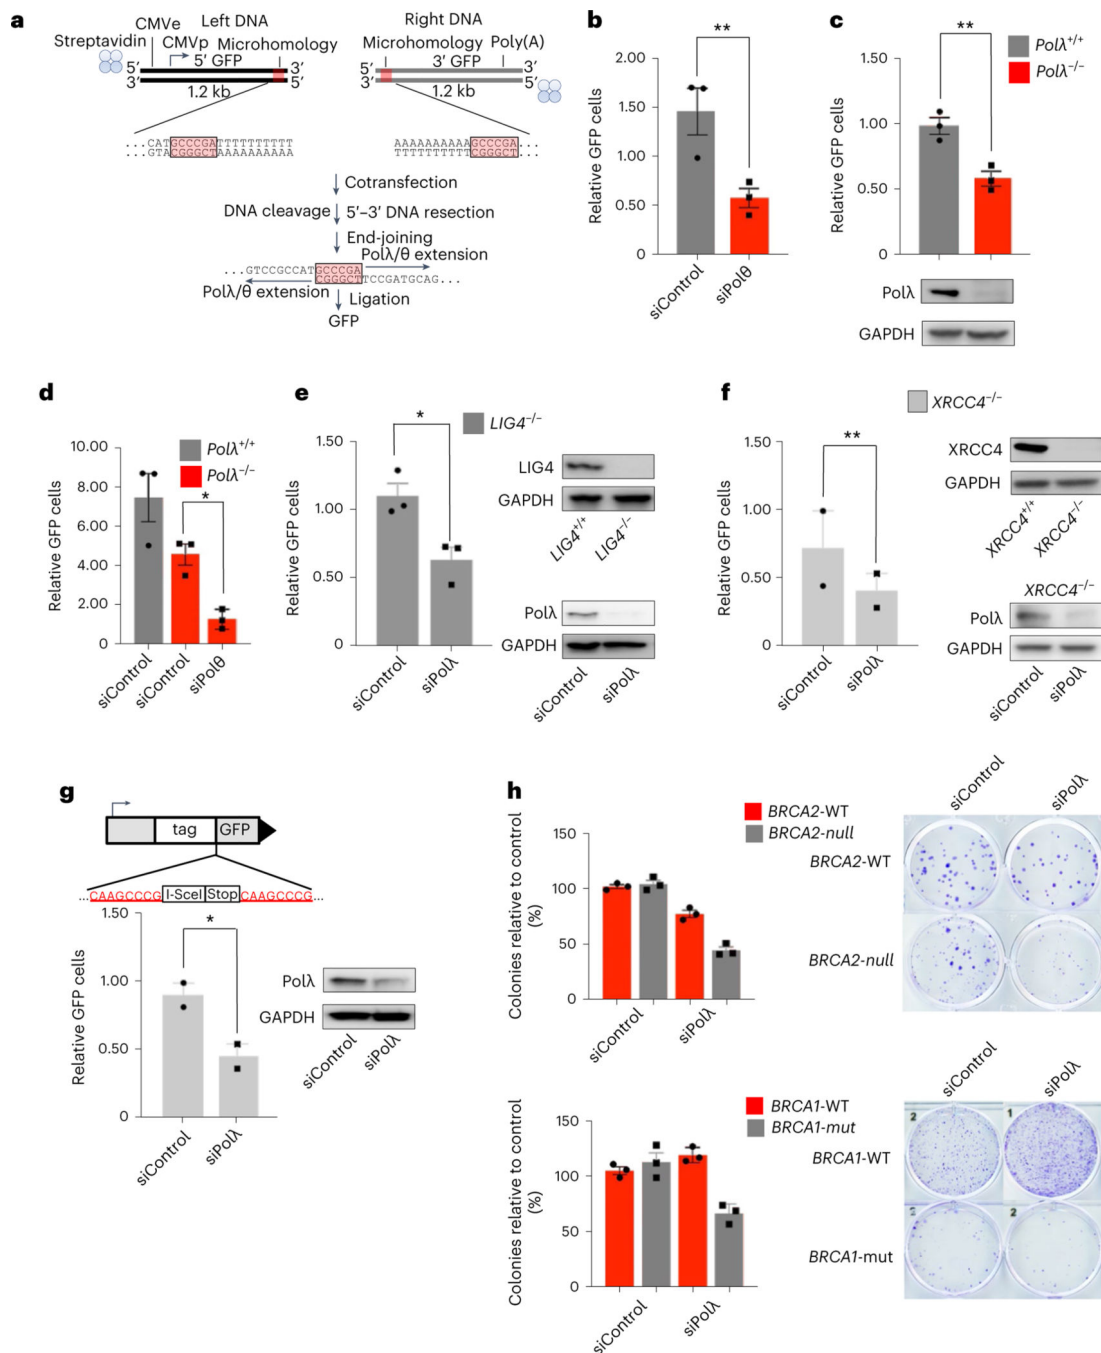 a
CMVe Left DNA
Streptavidin CMVp Microhomology
5′ 5′ GFP 3′
3′ 5′
1.2 kb
Right DNA
Microhomology Poly(A)
5′ 3′ GFP 3′
3′ 5′
1.2 kb
...CATGCCCGATTTTTTTTTT
...GTACGGGCTAAAAAAAAAA
AAAAAAAAAAGCCCGA...
TTTTTTTTTTCGGGCT...
Cotransfection
DNA cleavage 5′–3′ DNA resection
End-joining
Polλ/θ extension
...GTCCGCCATGCCCGA
CGGGCTTCCGATGCAG...
Polλ/θ extension
Ligation
GFP
b
**
Relative GFP cells
2.00
1.50
1.00
0.50
0
siControl
siPolθ
c
**
Polλ+/+
Polλ−/−
Relative GFP cells
1.50
1.00
0.50
0
Polλ
GAPDH
d
Polλ+/+
Polλ−/−
*
Relative GFP cells
10.00
8.00
6.00
4.00
2.00
0
siControl
siControl
siPolθ
e
*
LIG4−/−
Relative GFP cells
1.50
1.00
0.50
0
siControl
siPolλ
LIG4
GAPDH
LIG4+/+
LIG4−/−
Polλ
GAPDH
siControl
siPolλ
f
XRCC4−/−
**
Relative GFP cells
1.50
1.00
0.50
0
siControl
siPolλ
XRCC4
GAPDH
XRCC4+/+
XRCC4−/−
XRCC4−/−
Polλ
GAPDH
siControl
siPolλ
g
tag GFP
...CAAGCCCG I-SceI Stop CAAGCCCG...
*
Relative GFP cells
1.50
1.00
0.50
0
siControl
siPolλ
Polλ
GAPDH
siControl
siPolλ
h
BRCA2-WT
BRCA2-null
Colonies relative to control
(%)
150
100
50
0
siControl
siPolλ
siControl
siPolλ
BRCA2-WT
BRCA2-null
BRCA1-WT
BRCA1-mut
Colonies relative to control
(%)
150
100
50
0
siControl
siPolλ
siControl
siPolλ
2
1
BRCA1-WT
2
BRCA1-mut